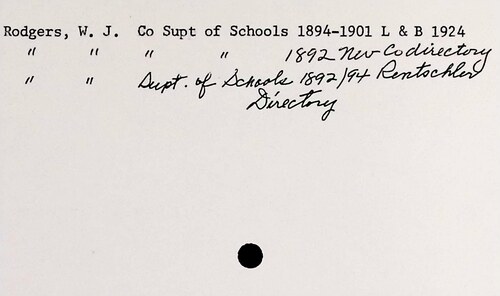 Rodgers, W. J. Co Supt of Schools 1894-1901 L & B 1924
" " " " 1892 Nev Co directory
" " Supt. of Schools 1892/94 Rentschler
Directory